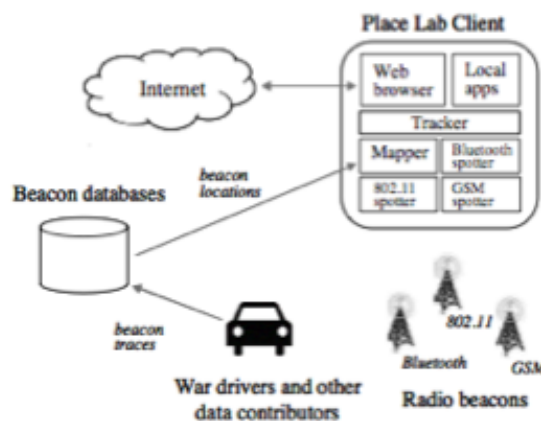 Place Lab Client
Internet
Web
browser
Local
apps
Tracker
Mapper
Bluetooth
spotter
802.11
spotter
GSM
spotter
beacon
locations
Beacon databases
beacon
traces
War drivers and other
data contributors
802.11
Bluetooth
GSM
Radio beacons